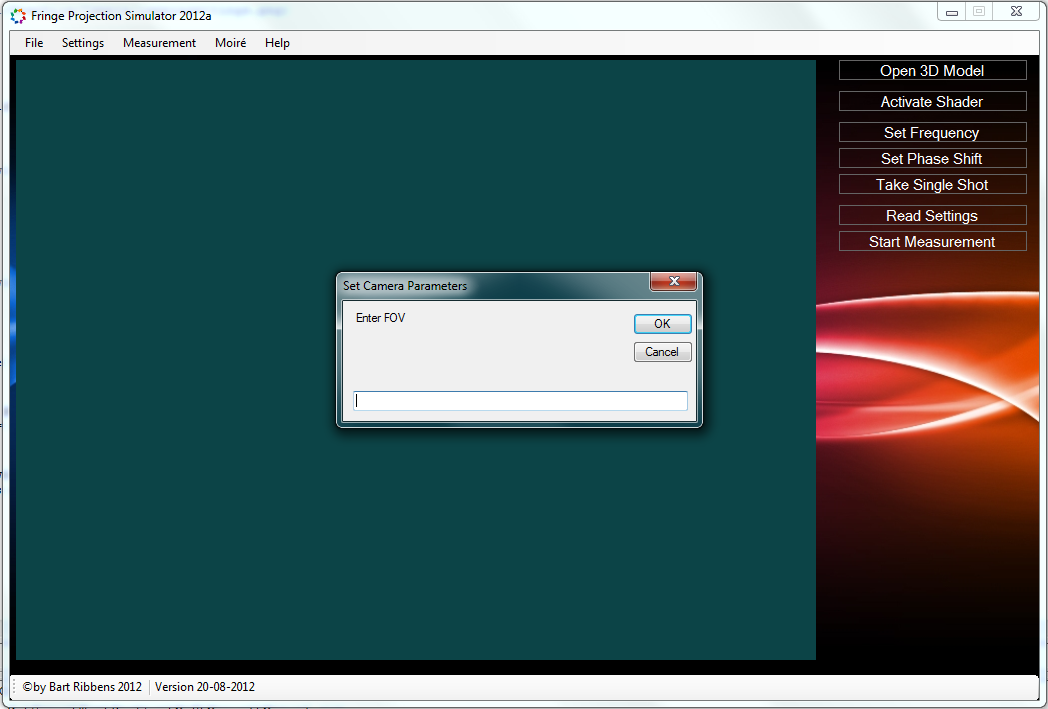 Fringe Projection Simulator 2012a
File Settings Measurement Moiré Help
Open 3D Model
Activate Shader
Set Frequency
Set Phase Shift
Take Single Shot
Read Settings
Start Measurement
Set Camera Parameters
Enter FOV
OK
Cancel
©by Bart Ribbens 2012 Version 20-08-2012